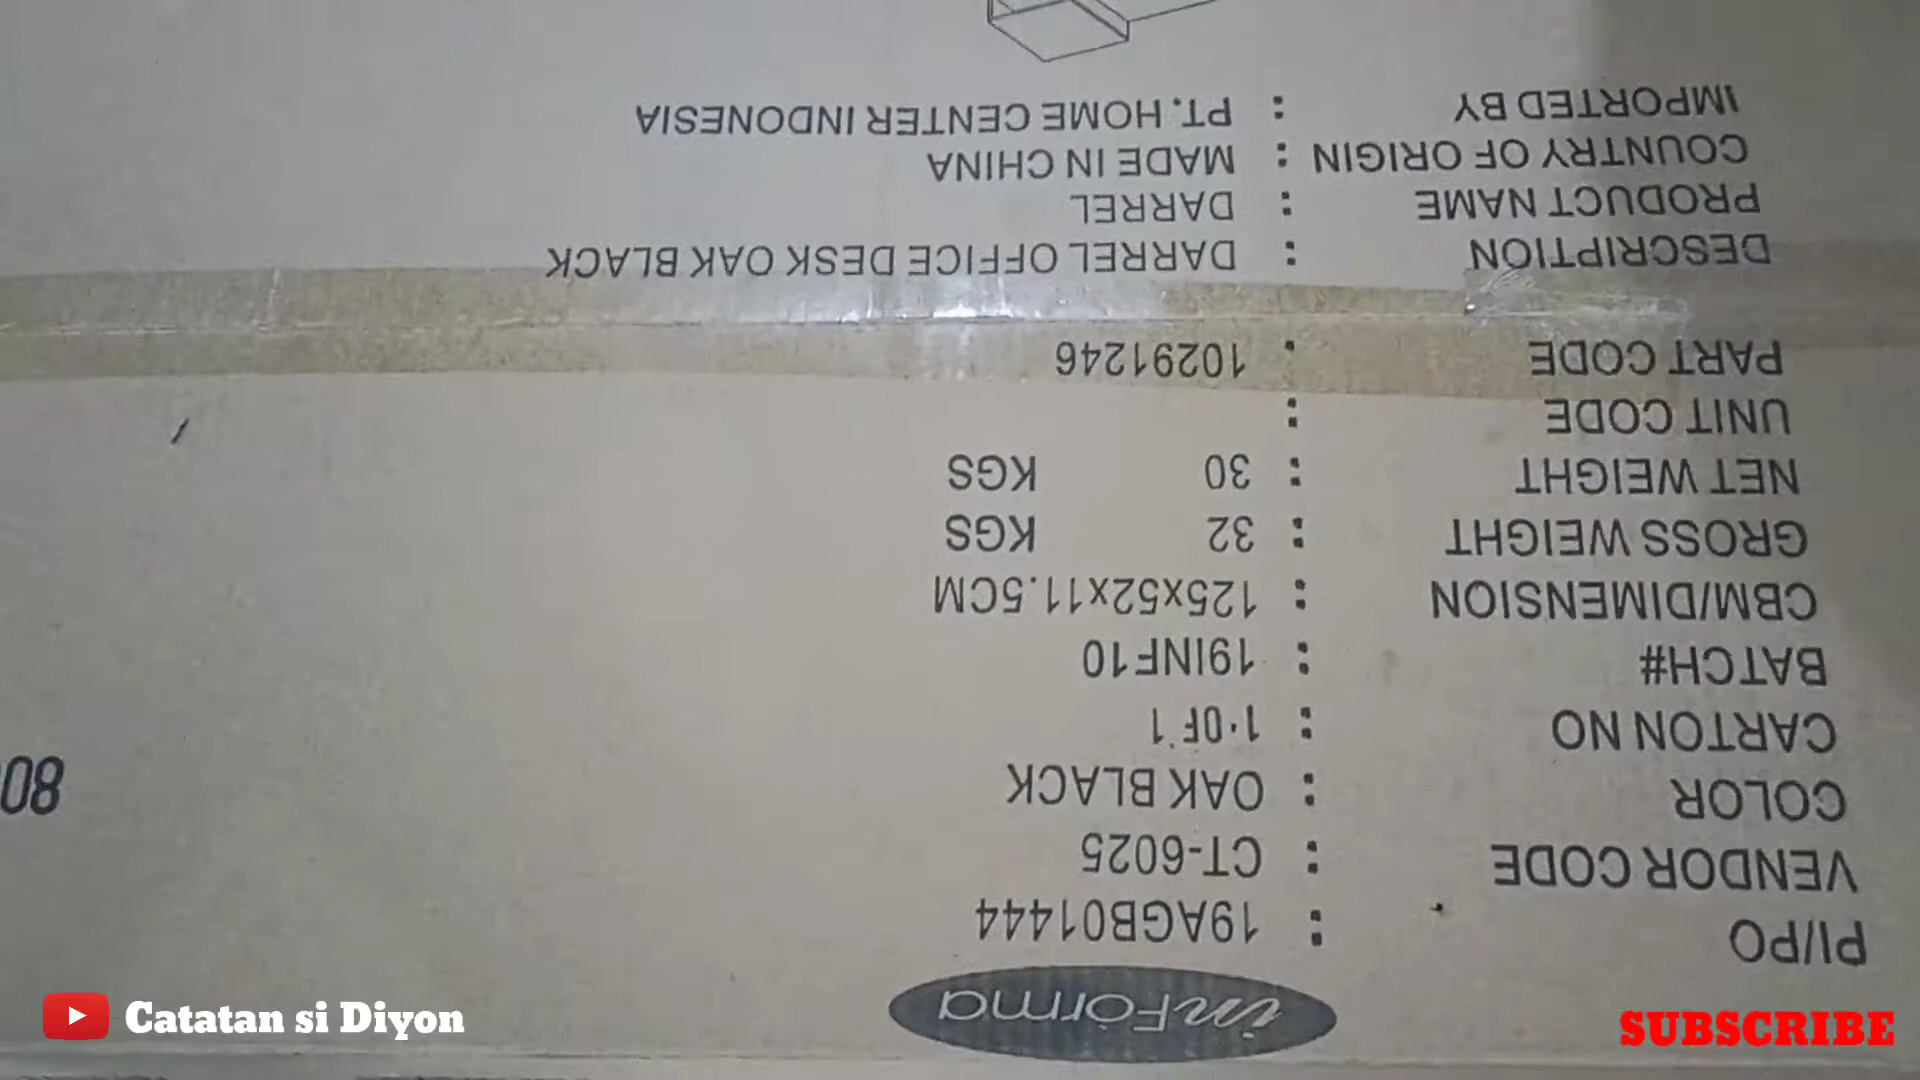 inForma
PI/PO : 19AGB01444
VENDOR CODE : CT-6025
COLOR : OAK BLACK
CARTON NO : 1·OF 1
BATCH# : 19INF10
CBM/DIMENSION : 125x52x11.5CM
GROSS WEIGHT : 32 KGS
NET WEIGHT : 30 KGS
UNIT CODE :
PART CODE : 10291246
DESCRIPTION : DARREL OFFICE DESK OAK BLACK
PRODUCT NAME : DARREL
COUNTRY OF ORIGIN : MADE IN CHINA
IMPORTED BY : PT. HOME CENTER INDONESIA
Catatan si Diyon
SUBSCRIBE